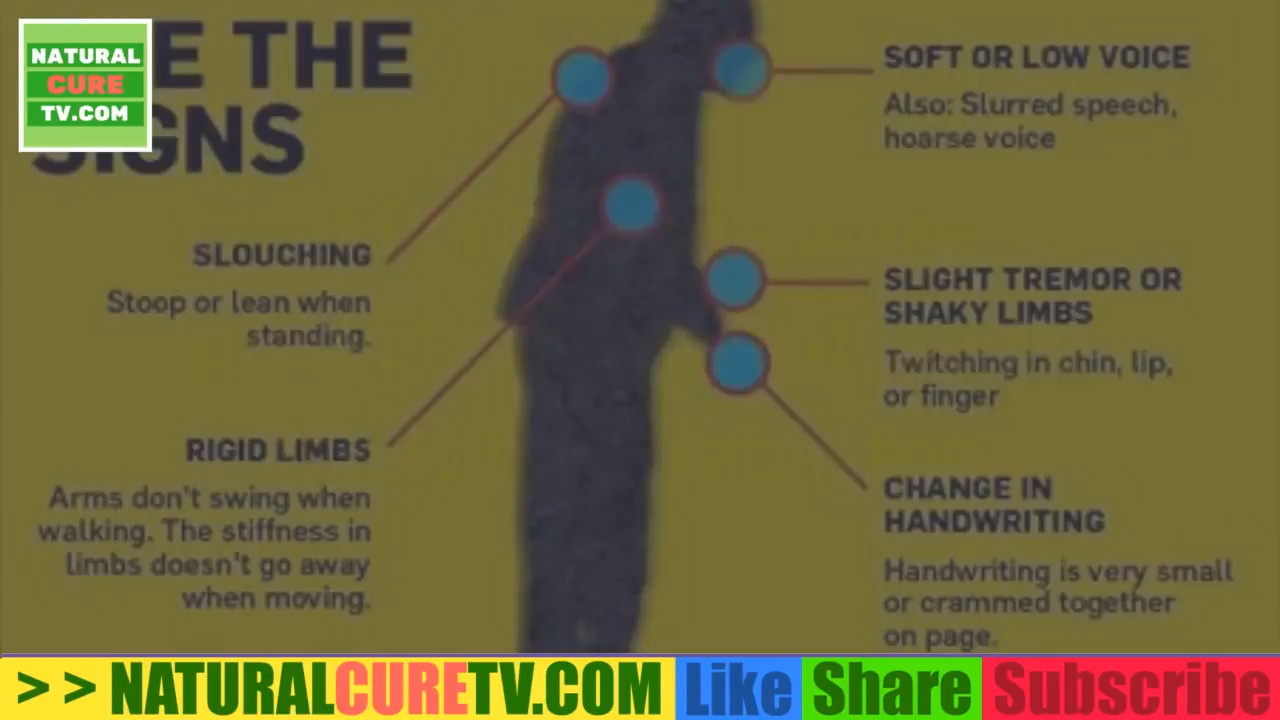 NATURAL
CURE
TV.COM
E THE
SIGNS
SLOUCHING
Stoop or lean when
standing.
RIGID LIMBS
Arms don't swing when
walking. The stiffness in
limbs doesn't go away
when moving.
SOFT OR LOW VOICE
Also: Slurred speech,
hoarse voice
SLIGHT TREMOR OR
SHAKY LIMBS
Twitching in chin, lip,
or finger
CHANGE IN
HANDWRITING
Handwriting is very small
or crammed together
on page.
> > NATURALCURETV.COM Like Share Subscribe